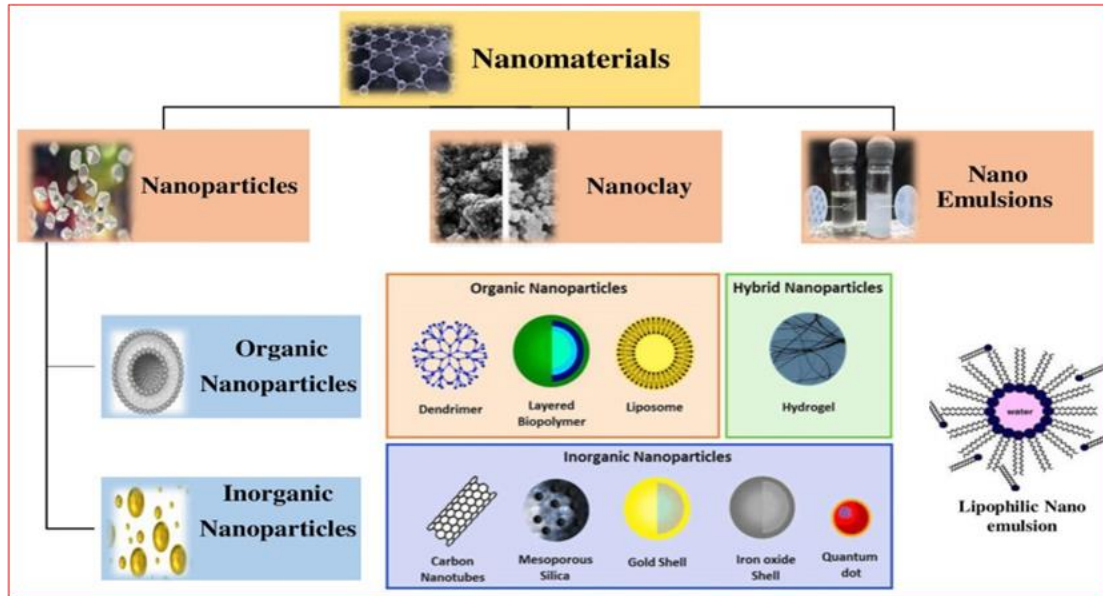 Nanomaterials
Nanoparticles
Nanoclay
Nano
Emulsions
Organic
Nanoparticles
Inorganic
Nanoparticles
Organic Nanoparticles
Dendrimer
Layered
Biopolymer
Liposome
Hybrid Nanoparticles
Hydrogel
Inorganic Nanoparticles
Carbon
Nanotubes
Mesoporous
Silica
Gold Shell
Iron oxide
Shell
Quantum
dot
water
Lipophilic Nano
emulsion